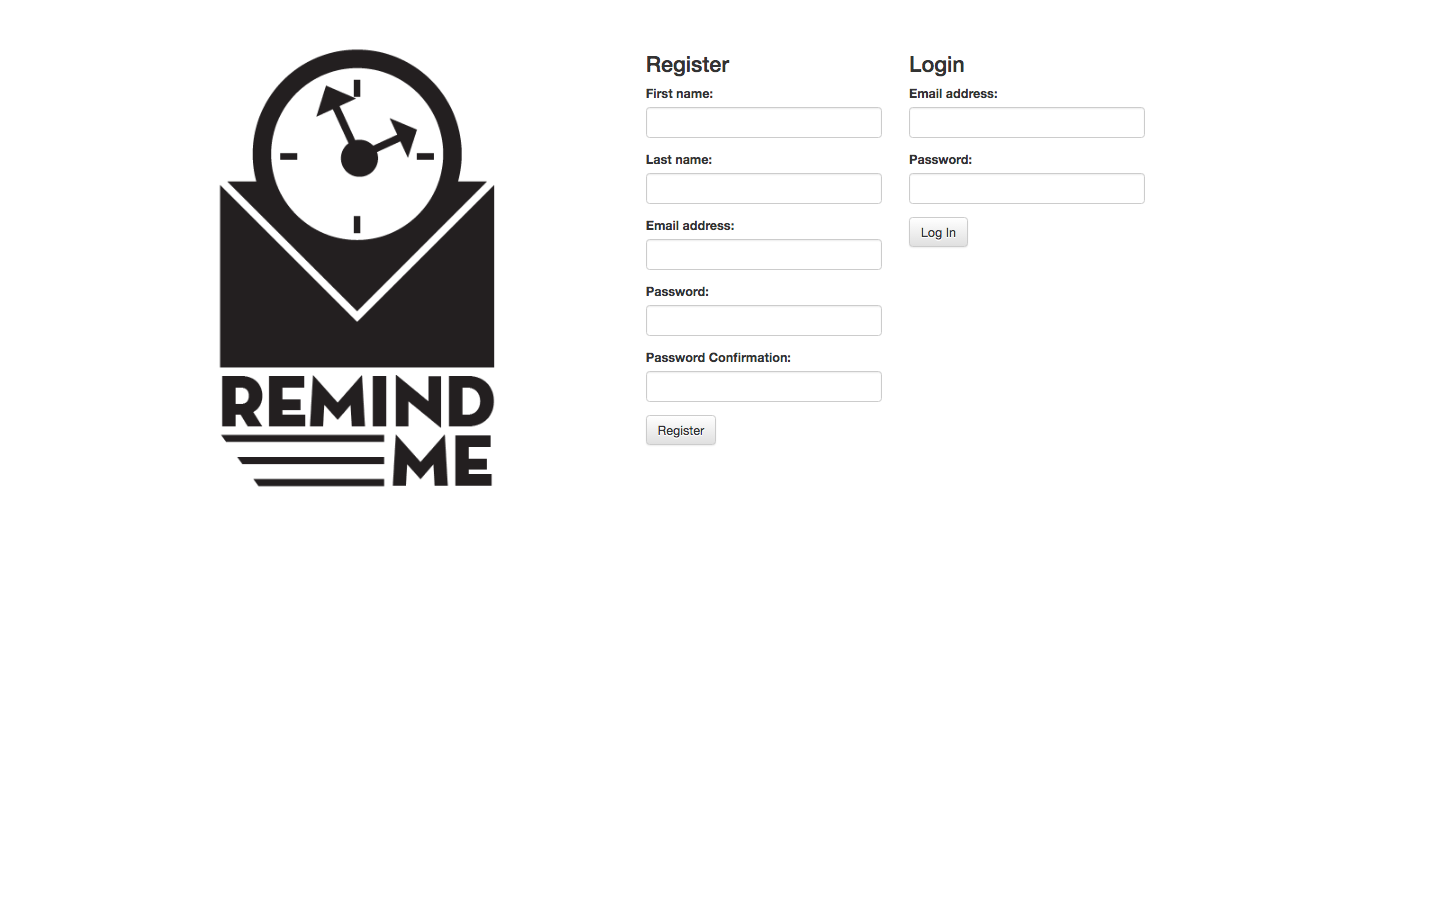 REMIND
ME
Register
First name:
Last name:
Email address:
Password:
Password Confirmation:
Register
Login
Email address:
Password:
Log In